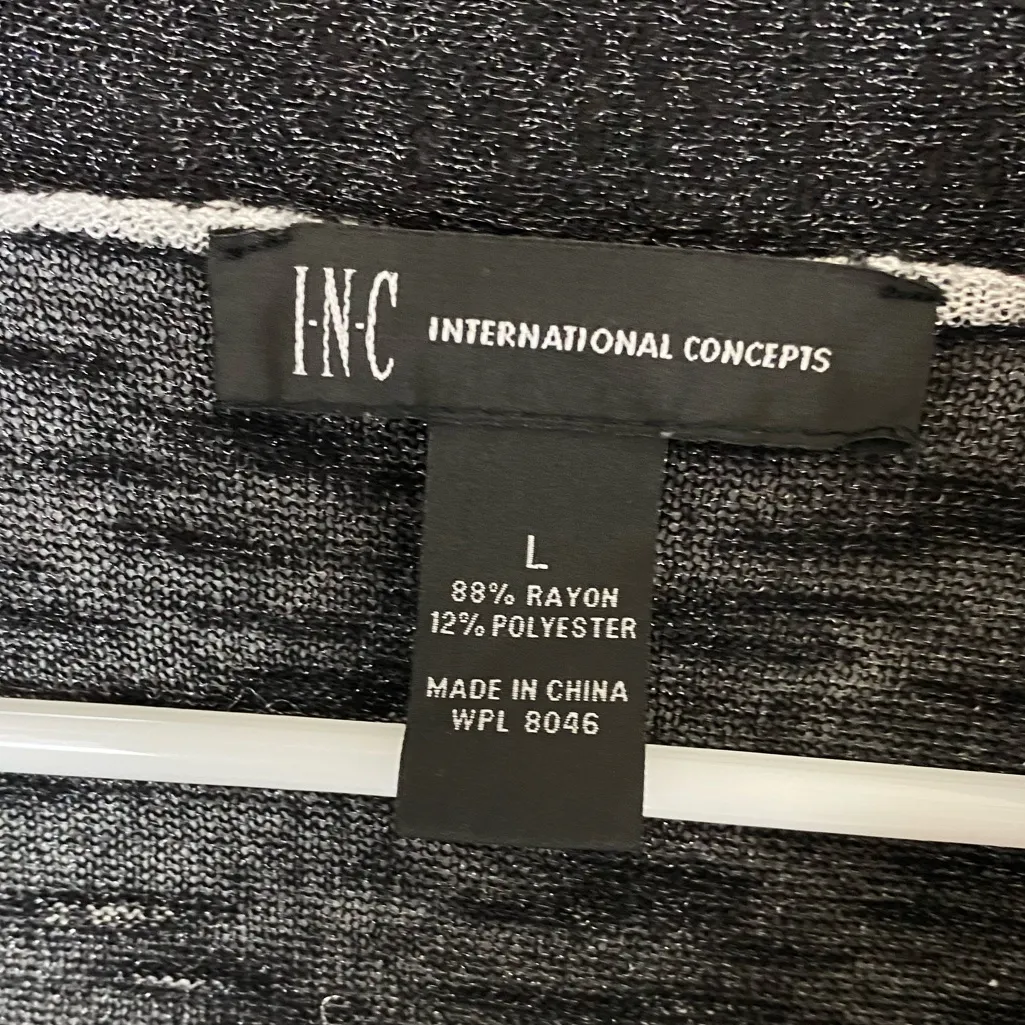 I·N·C INTERNATIONAL CONCEPTS
L
88% RAYON
12% POLYESTER
MADE IN CHINA
WPL 8046